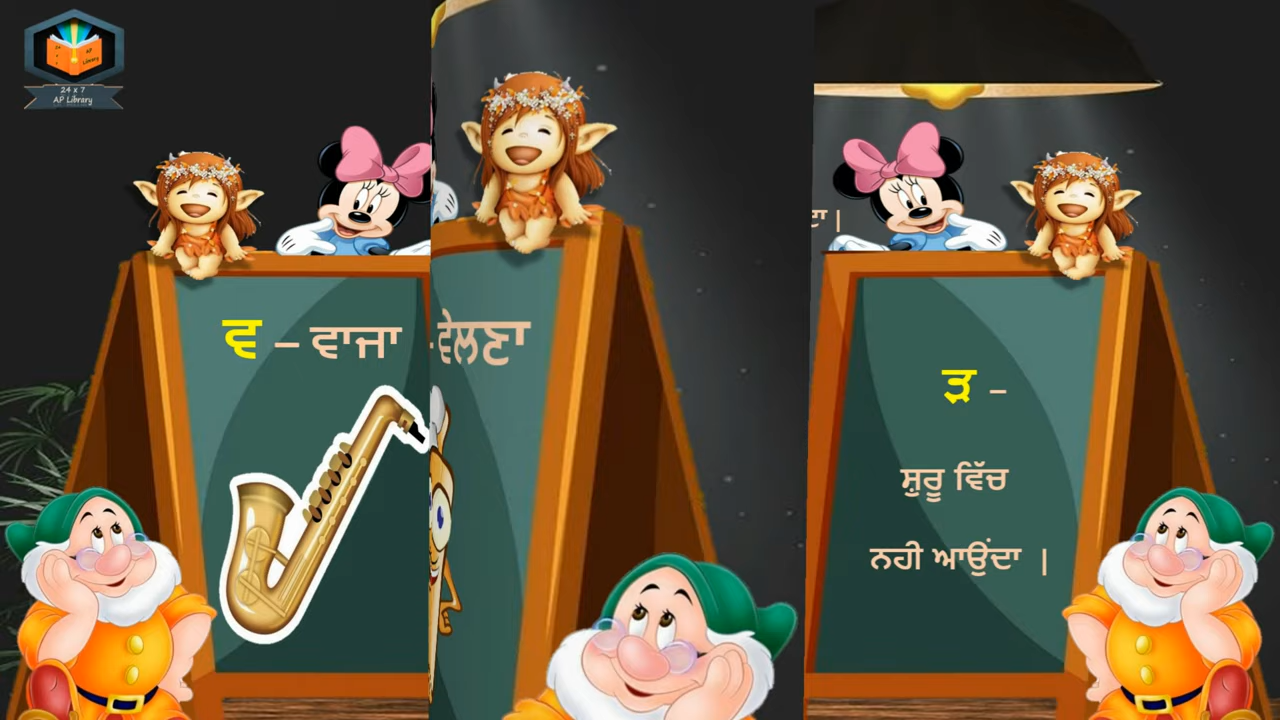 24 x 7
AP Library
ਵ – ਵਾਜਾ
-ਵੇਲਣਾ
ੜ –
ਸ਼ੁਰੂ ਵਿੱਚ
ਨਹੀ ਆਉਂਦਾ |